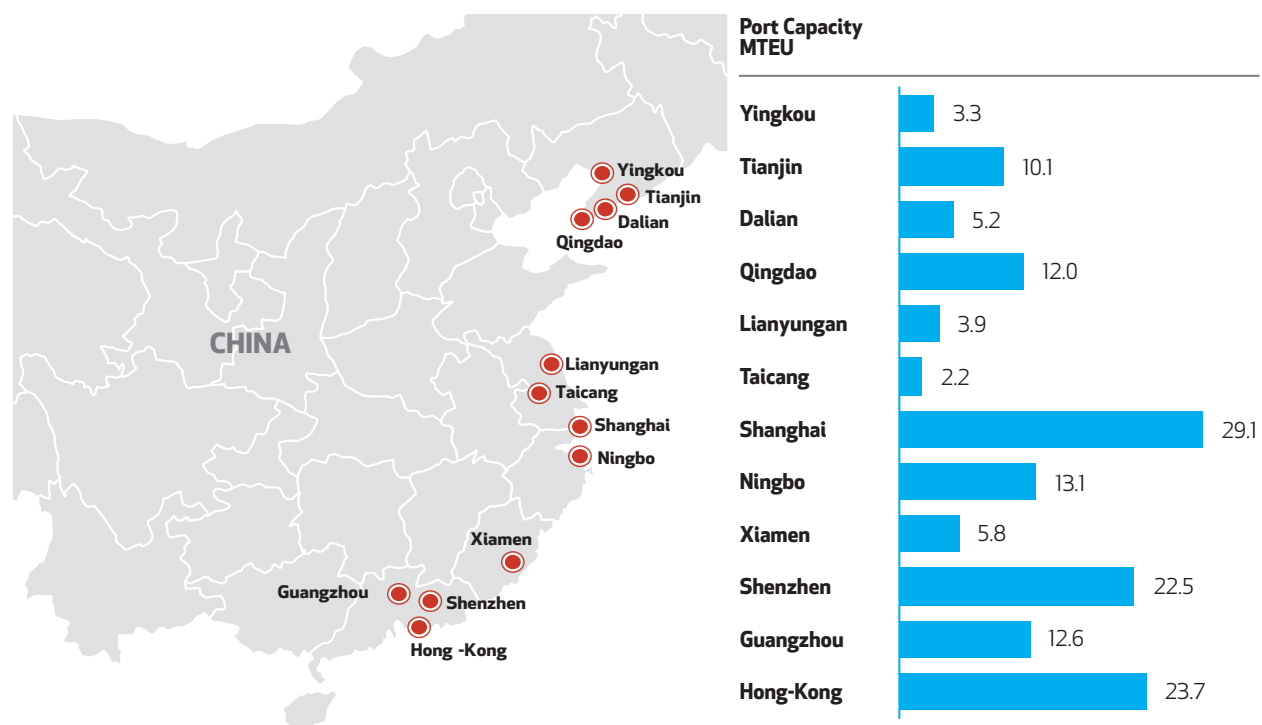 Port Capacity
MTEU
Yingkou
Tianjin
Dalian
Qingdao
CHINA
Lianyungan
Taicang
Shanghai
Ningbo
Xiamen
Guangzhou
Shenzhen
Hong -Kong
Yingkou 3.3
Tianjin 10.1
Dalian 5.2
Qingdao 12.0
Lianyungan 3.9
Taicang 2.2
Shanghai 29.1
Ningbo 13.1
Xiamen 5.8
Shenzhen 22.5
Guangzhou 12.6
Hong-Kong 23.7